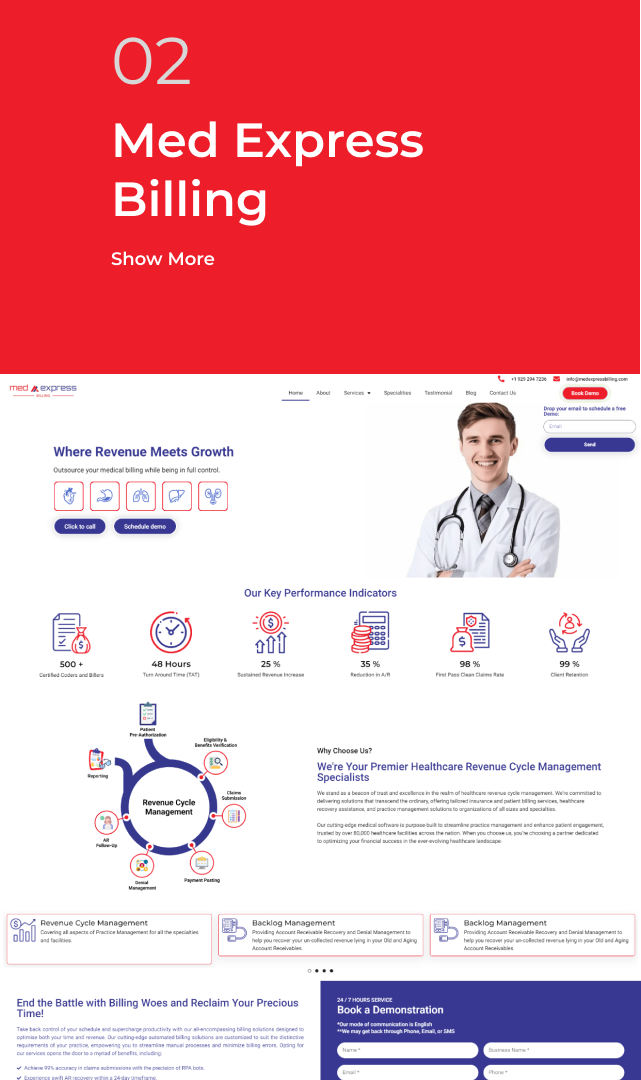 02
Med Express
Billing
Show More
+1 929 294 7236
info@medexpressbilling.com
med express
BILLING
Home
About
Services
Specialities
Testimonial
Blog
Contact Us
Book Demo
Drop your email to schedule a free
Demo:
Email
Send
Where Revenue Meets Growth
Outsource your medical billing while being in full control.
Click to call
Schedule demo
Our Key Performance Indicators
500 +
Certified Coders and Billers
48 Hours
Turn Around Time (TAT)
25 %
Sustained Revenue Increase
35 %
Reduction in A/R
98 %
First Pass Clean Claims Rate
99 %
Client Retention
Patient
Pre-Authorization
Eligibility &
Benefits Verification
Reporting
Claims
Submission
Revenue Cycle
Management
AR
Follow-Up
Denial
Management
Payment Posting
Why Choose Us?
We're Your Premier Healthcare Revenue Cycle Management
Specialists
We stand as a beacon of trust and excellence in the realm of healthcare revenue cycle management. We're committed to
delivering solutions that transcend the ordinary, offering tailored insurance and patient billing services, healthcare
recovery assistance, and practice management solutions to organizations of all sizes and specialties.
Our cutting-edge medical software is purpose-built to streamline practice management and enhance patient engagement,
trusted by over 80,000 healthcare facilities across the nation. When you choose us, you're choosing a partner dedicated
to optimizing your financial success in the ever-evolving healthcare landscape.
Revenue Cycle Management
Covering all aspects of Practice Management for all the specialties
and facilities.
Backlog Management
Providing Account Receivable Recovery and Denial Management to
help you recover your un-collected revenue lying in your Old and Aging
Account Receivables.
Backlog Management
Providing Account Receivable Recovery and Denial Management to
help you recover your un-collected revenue lying in your Old and Aging
Account Receivables.
End the Battle with Billing Woes and Reclaim Your Precious
Time!
Take back control of your schedule and supercharge productivity with our all-encompassing billing solutions designed to
optimise both your time and revenue. Our cutting-edge automated billing solutions are customised to suit the distinctive
requirements of your practice, empowering you to streamline manual processes and minimize billing errors. Opting for
our services opens the door to a myriad of benefits, including:
Achieve 99% accuracy in claims submissions with the precision of RPA bots.
Experience swift AR recovery within a 24-day timeframe.
24 / 7 HOURS SERVICE
Book a Demonstration
*Our mode of communication is English
**We may get back through Phone, Email, or SMS
Name *
Business Name *
Email *
Phone *